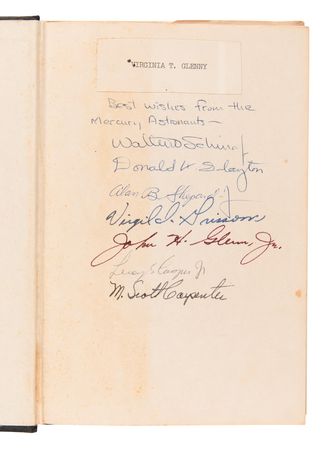 VIRGINIA T. GLENNY
Best wishes from the
Mercury Astronauts -
Walter M Schirra Jr
Donald K Slayton
Alan B. Shepard Jr
Virgil I. Grissom
John H. Glenn, Jr.
Leroy G Cooper Jr
M. Scott Carpenter